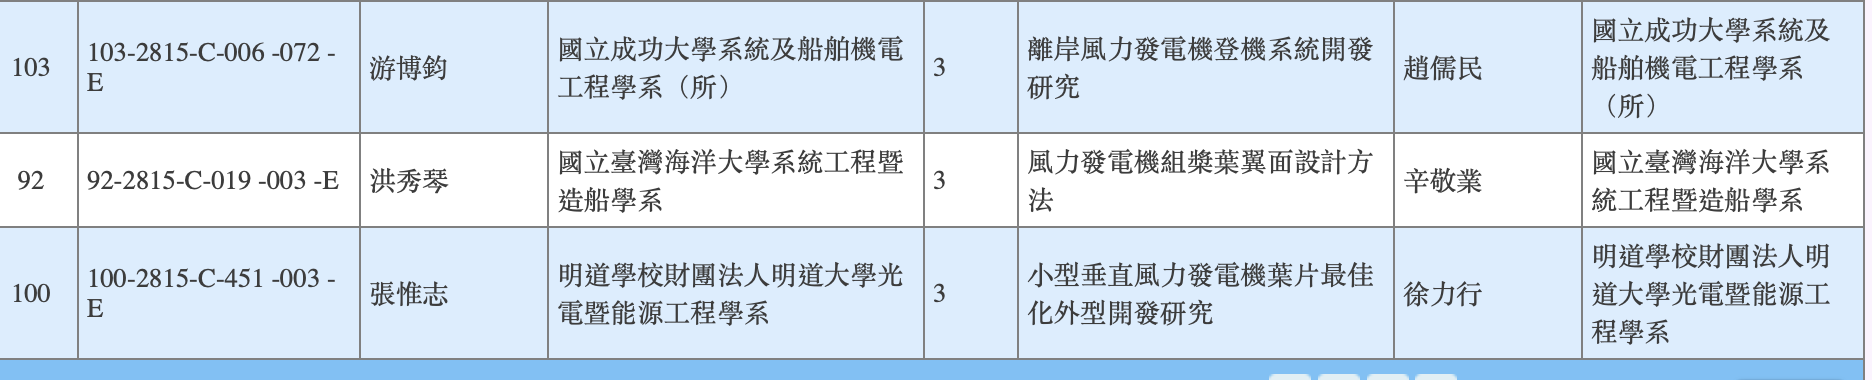 103
103-2815-C-006 -072 -
E
游博鈞
國立成功大學系統及船舶機電
工程學系（所）
3
離岸風力發電機登機系統開發
研究
趙儒民
國立成功大學系統及
船舶機電工程學系
（所）
92
92-2815-C-019 -003 -E
洪秀琴
國立臺灣海洋大學系統工程暨
造船學系
3
風力發電機組槳葉翼面設計方
法
辛敬業
國立臺灣海洋大學系
統工程暨造船學系
100
100-2815-C-451 -003 -
E
張惟志
明道學校財團法人明道大學光
電暨能源工程學系
3
小型垂直風力發電機葉片最佳
化外型開發研究
徐力行
明道學校財團法人明
道大學光電暨能源工
程學系